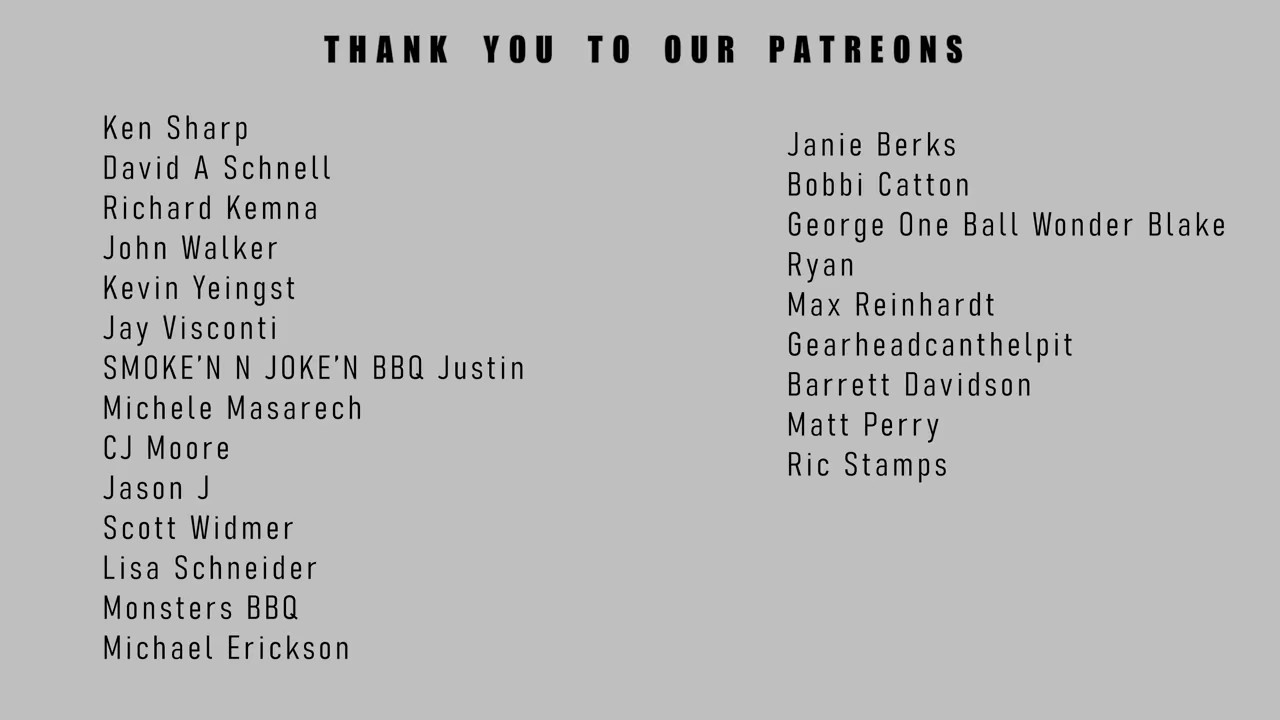 THANK YOU TO OUR PATREONS
Ken Sharp
David A Schnell
Richard Kemna
John Walker
Kevin Yeingst
Jay Visconti
SMOKE’N N JOKE’N BBQ Justin
Michele Masarech
CJ Moore
Jason J
Scott Widmer
Lisa Schneider
Monsters BBQ
Michael Erickson
Janie Berks
Bobbi Catton
George One Ball Wonder Blake
Ryan
Max Reinhardt
Gearheadcanthelpit
Barrett Davidson
Matt Perry
Ric Stamps